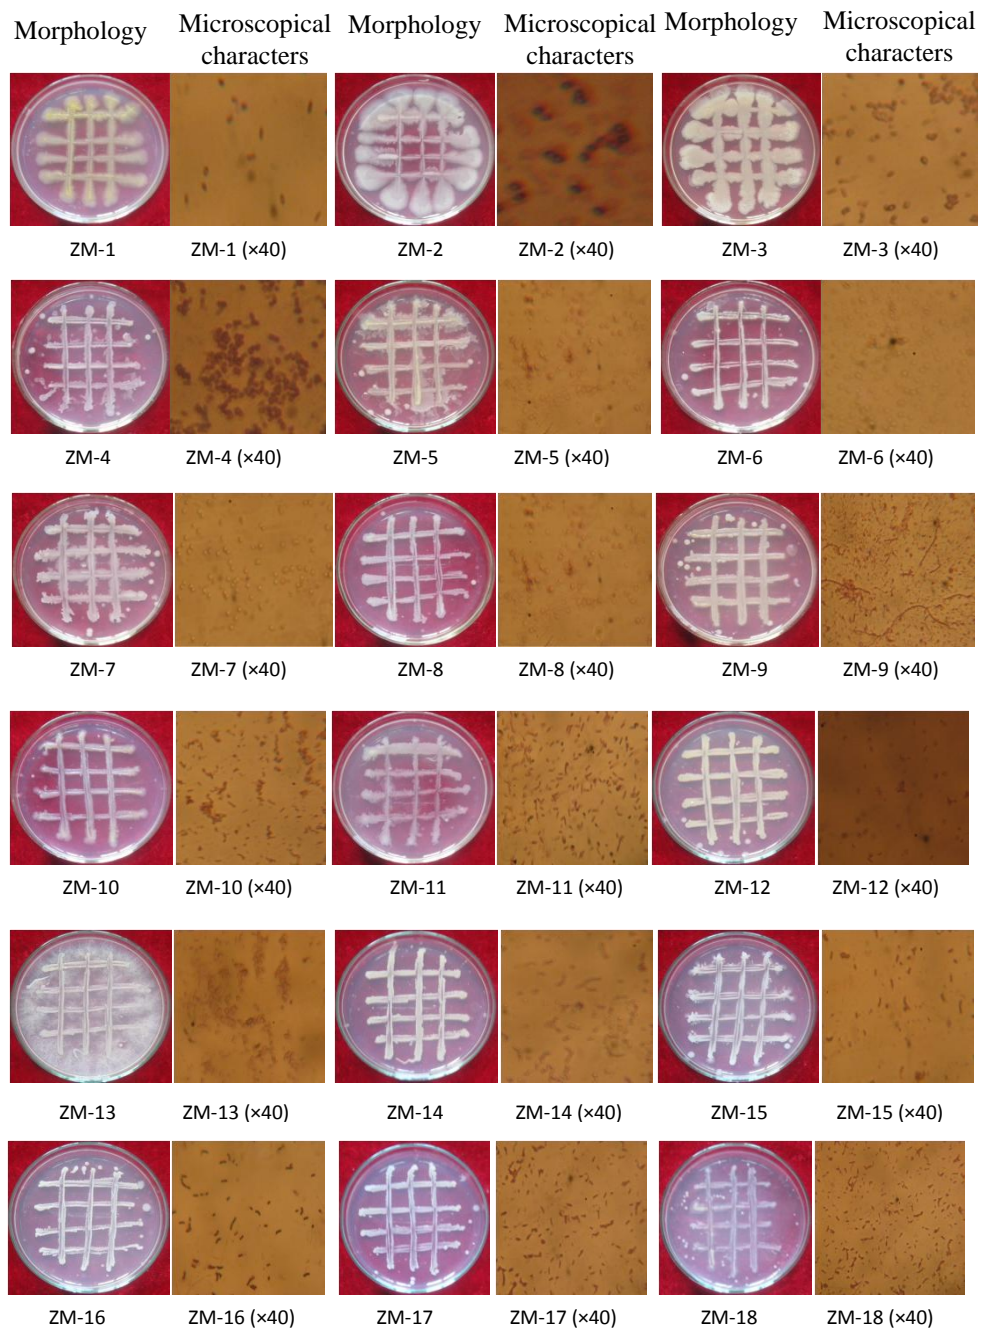 Morphology Microscopical characters Morphology Microscopical characters Morphology Microscopical characters
ZM-1 ZM-1 (×40) ZM-2 ZM-2 (×40) ZM-3 ZM-3 (×40)
ZM-4 ZM-4 (×40) ZM-5 ZM-5 (×40) ZM-6 ZM-6 (×40)
ZM-7 ZM-7 (×40) ZM-8 ZM-8 (×40) ZM-9 ZM-9 (×40)
ZM-10 ZM-10 (×40) ZM-11 ZM-11 (×40) ZM-12 ZM-12 (×40)
ZM-13 ZM-13 (×40) ZM-14 ZM-14 (×40) ZM-15 ZM-15 (×40)
ZM-16 ZM-16 (×40) ZM-17 ZM-17 (×40) ZM-18 ZM-18 (×40)